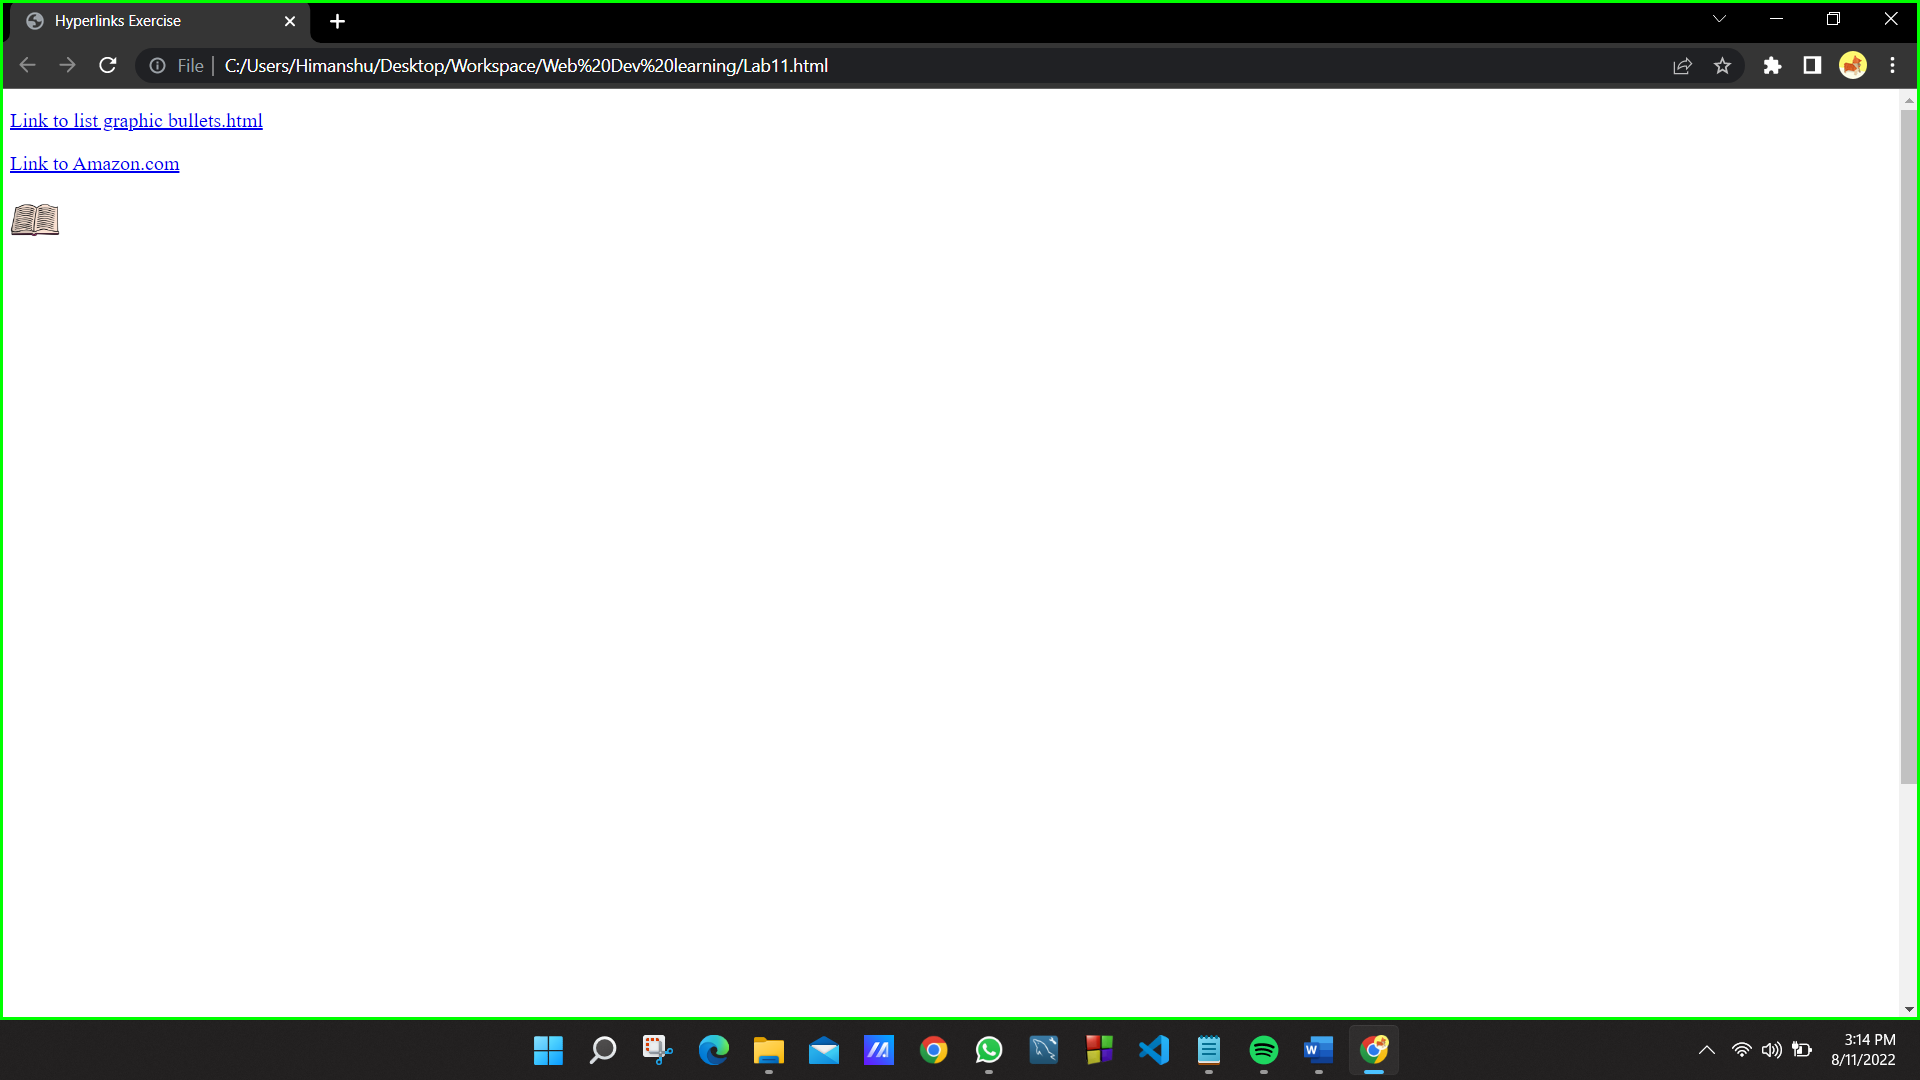 Hyperlinks Exercise
File
C:/Users/Himanshu/Desktop/Workspace/Web%20Dev%20learning/Lab11.html
Link to list graphic bullets.html
Link to Amazon.com
3:14 PM
8/11/2022